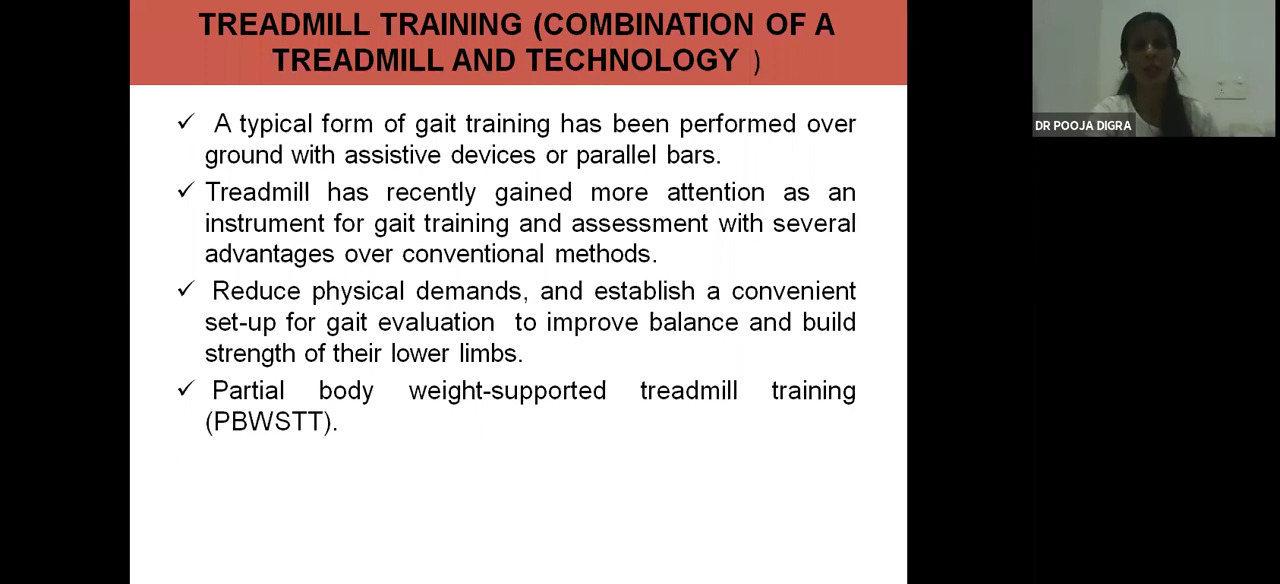 TREADMILL TRAINING (COMBINATION OF A
TREADMILL AND TECHNOLOGY )
✓ A typical form of gait training has been performed over
ground with assistive devices or parallel bars.
✓ Treadmill has recently gained more attention as an
instrument for gait training and assessment with several
advantages over conventional methods.
✓ Reduce physical demands, and establish a convenient
set-up for gait evaluation to improve balance and build
strength of their lower limbs.
✓ Partial body weight-supported treadmill training
(PBWSTT).
DR POOJA DIGRA